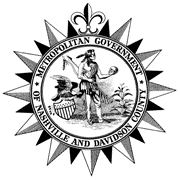 METROPOLITAN GOVERNMENT
OF NASHVILLE AND DAVIDSON COUNTY